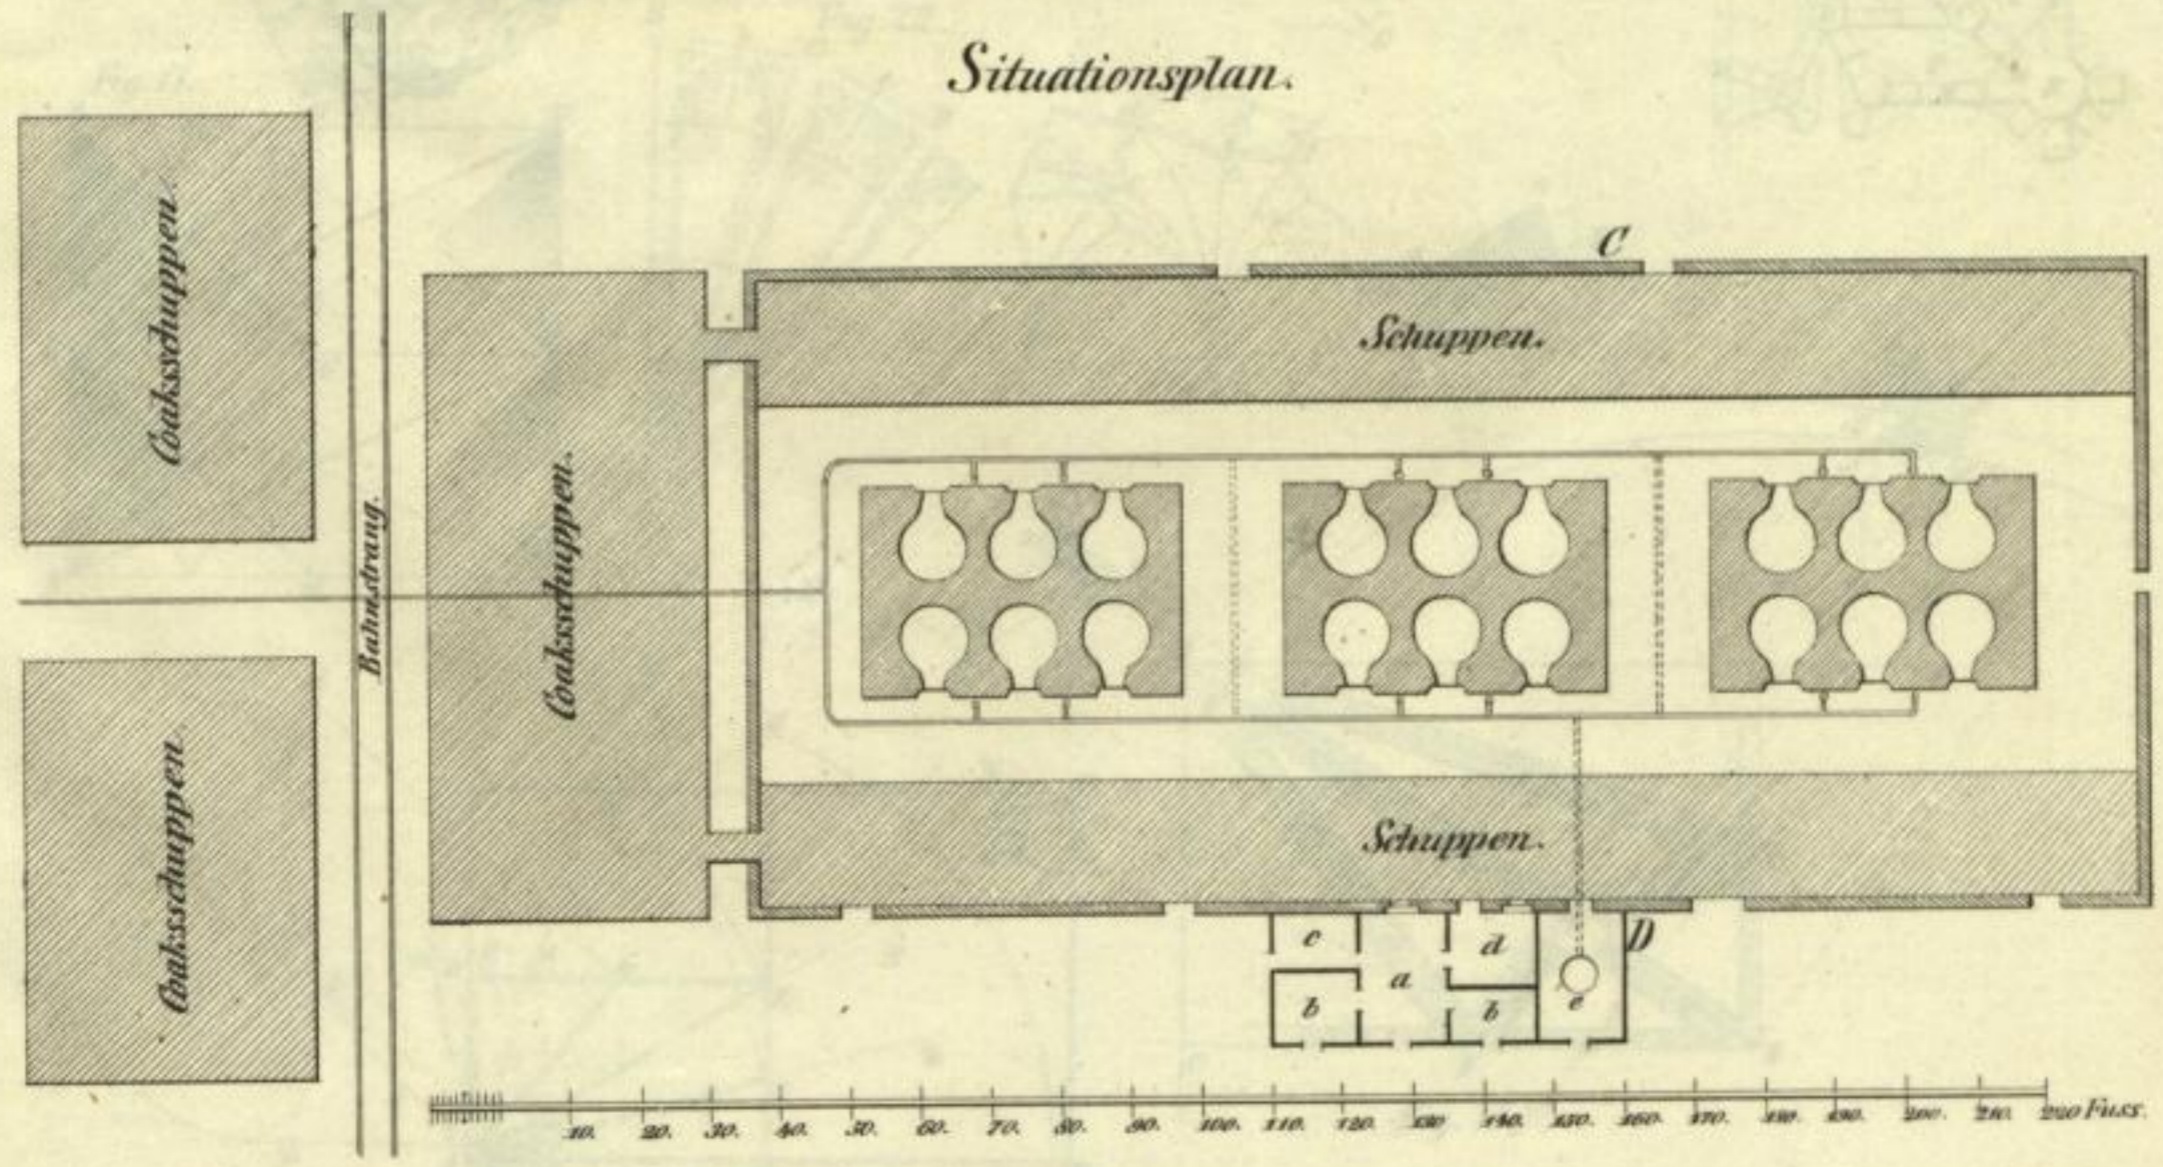 Situationsplan.
C
Schuppen.
Coaksschuppen.
Bahnstrang.
Coaksschuppen.
Coaksschuppen.
Schuppen.
c
d
D
a
b
b
e
10. 20. 30. 40. 50. 60. 70. 80. 90. 100. 110. 120. 130 140. 150. 160. 170. 180. 190. 200. 210. 220 Fuss.